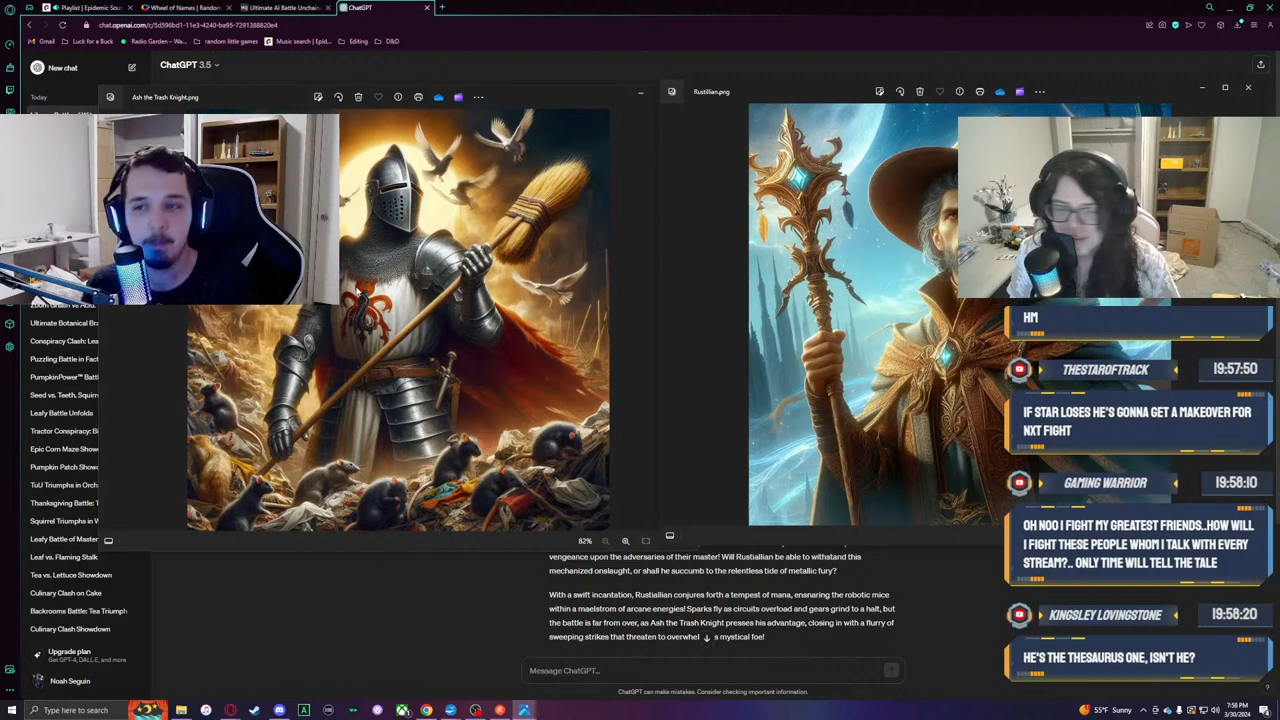 Playlist | Epidemic Sou
Wheel of Names | Random
Ultimate AI Battle Unchain
ChatGPT
chat.openai.com/c/5d596bd1-11e3-4240-ba95-7291388820e4
Gmail
Luck for a Buck
Radio Garden – Wa...
random little games
Music search | Epid...
Editing
D&D
New chat
ChatGPT 3.5
Today
Ash the Trash Knight.png
Rustilian.png
Ultimate Botanical Bra
Conspiracy Clash: Lea
Puzzling Battle in Fact
PumpkinPower™ Battl
Seed vs. Teeth. Squirr
Leafy Battle Unfolds
Tractor Conspiracy: Bi
Epic Corn Maze Show
Pumpkin Patch Showd
TuU Triumphs in Orch
Thanksgiving Battle: T
Squirrel Triumphs in W
Leafy Battle of Master
Leaf vs. Flaming Stalk
Tea vs. Lettuce Showdown
Culinary Clash on Cake
Backrooms Battle: Tea Triumph
Culinary Clash Showdown
Upgrade plan
Get GPT-4, DALL·E, and more
Noah Seguin
82%
vengeance upon the adversaries of their master! Will Rustiallian be able to withstand this
mechanized onslaught, or shall he succumb to the relentless tide of metallic fury?
With a swift incantation, Rustiallian conjures forth a tempest of mana, ensnaring the robotic mice
within a maelstrom of arcane energies! Sparks fly as circuits overload and gears grind to a halt, but
the battle is far from over, as Ash the Trash Knight presses his advantage, closing in with a flurry of
sweeping strikes that threaten to overwhel s mystical foe!
Message ChatGPT...
ChatGPT can make mistakes. Consider checking important information.
?
HM
THESTAROFTRACK
19:57:50
IF STAR LOSES HE'S GONNA GET A MAKEOVER FOR
NXT FIGHT
GAMING WARRIOR
19:58:10
OH NOO I FIGHT MY GREATEST FRIENDS..HOW WILL
I FIGHT THESE PEOPLE WHOM I TALK WITH EVERY
STREAM?.. ONLY TIME WILL TELL THE TALE
KINGSLEY LOVINGSTONE
19:58:20
HE'S THE THESAURUS ONE, ISN'T HE?
Type here to search
55°F Sunny
7:58 PM
3/30/2024